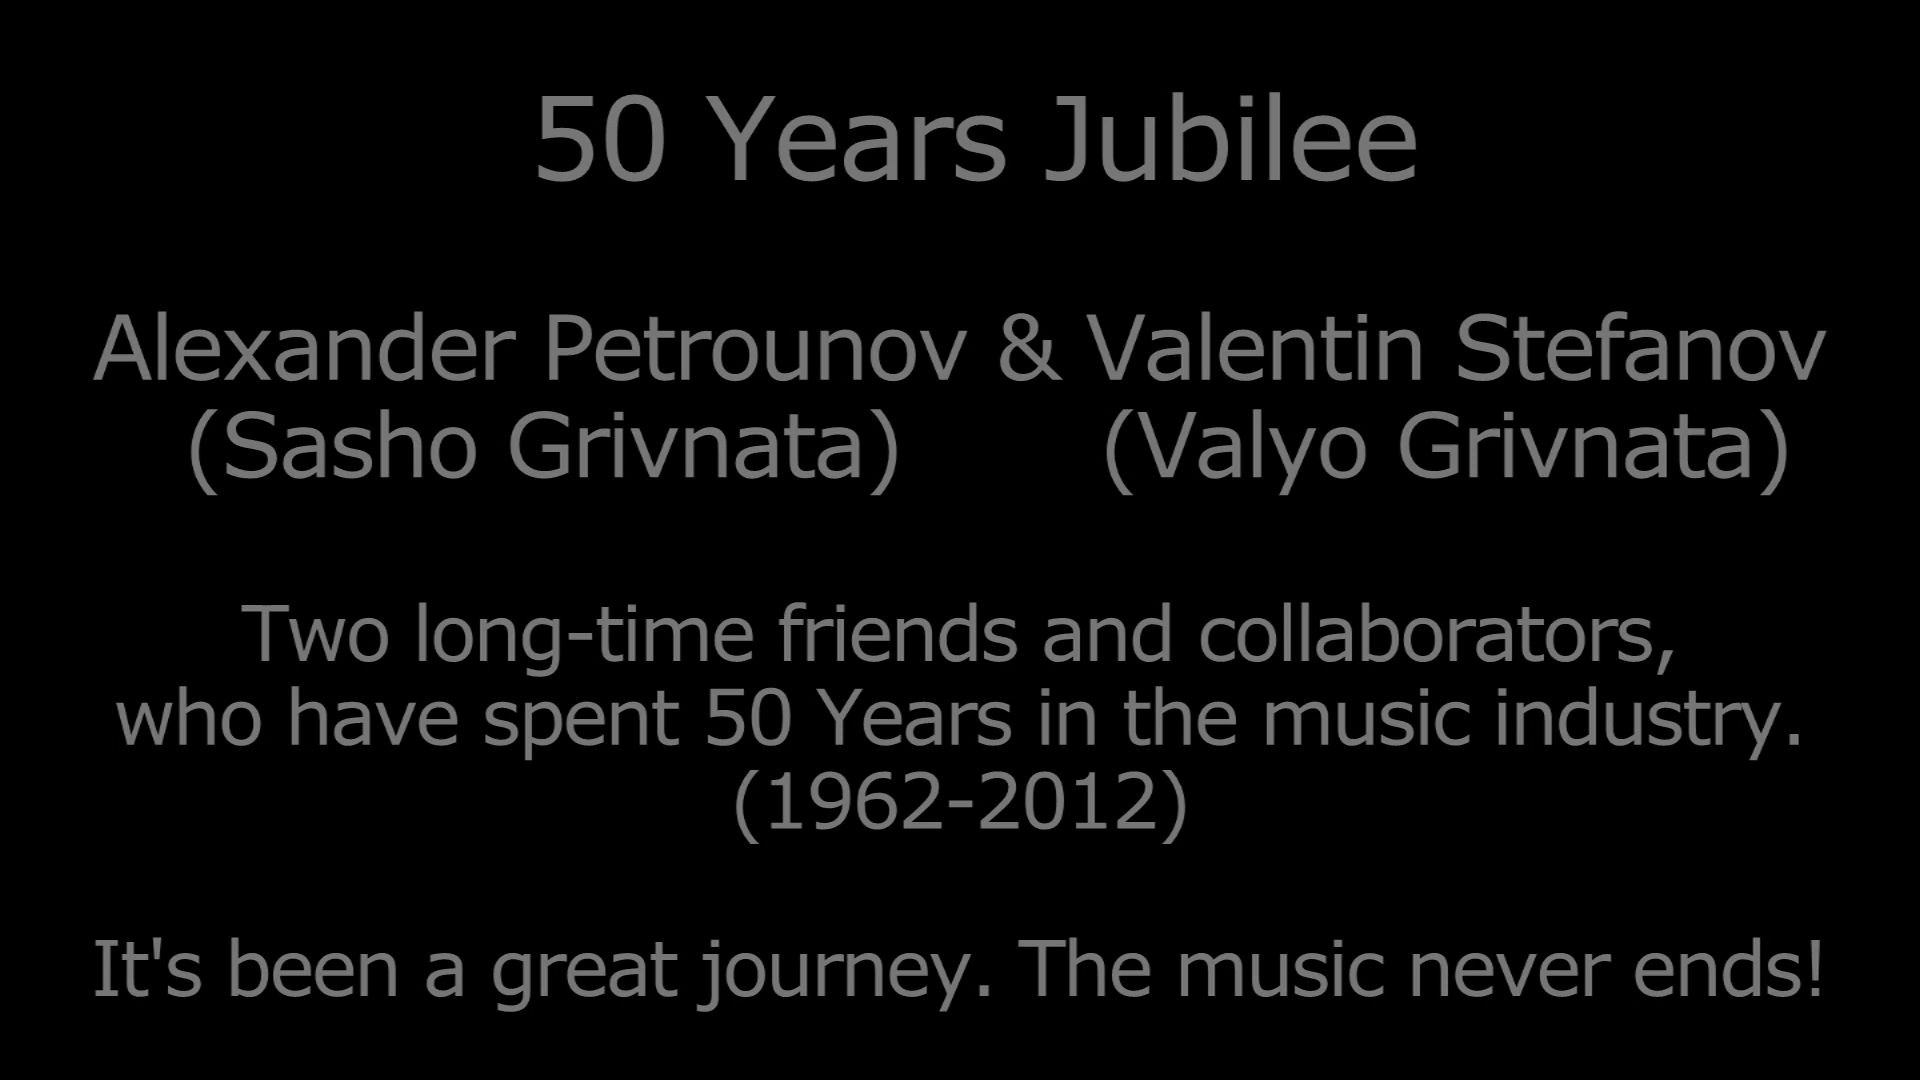 50 Years Jubilee
Alexander Petrounov & Valentin Stefanov
(Sasho Grivnata) (Valyo Grivnata)
Two long-time friends and collaborators,
who have spent 50 Years in the music industry.
(1962-2012)
It's been a great journey. The music never ends!